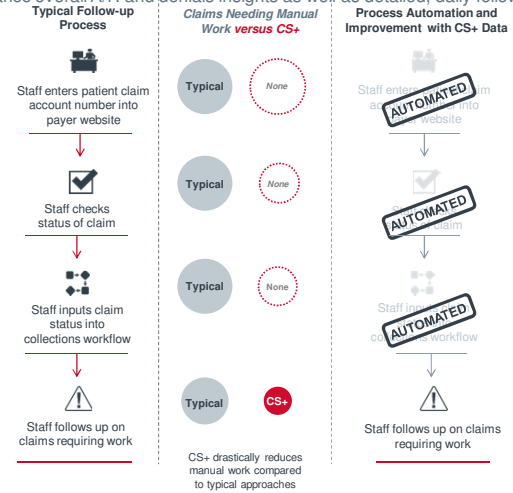 Typical Follow-up
Process
Staff enters patient claim
account number into
payer website
Staff checks
status of claim
Staff inputs claim
status into
collections workflow
Staff follows up on
claims requiring work
Claims Needing Manual
Work versus CS+
Typical
None
Typical
None
Typical
None
Typical
CS+
CS+ drastically reduces
manual work compared
to typical approaches
Process Automation and
Improvement with CS+ Data
AUTOMATED
AUTOMATED
AUTOMATED
Staff follows up on claims
requiring work